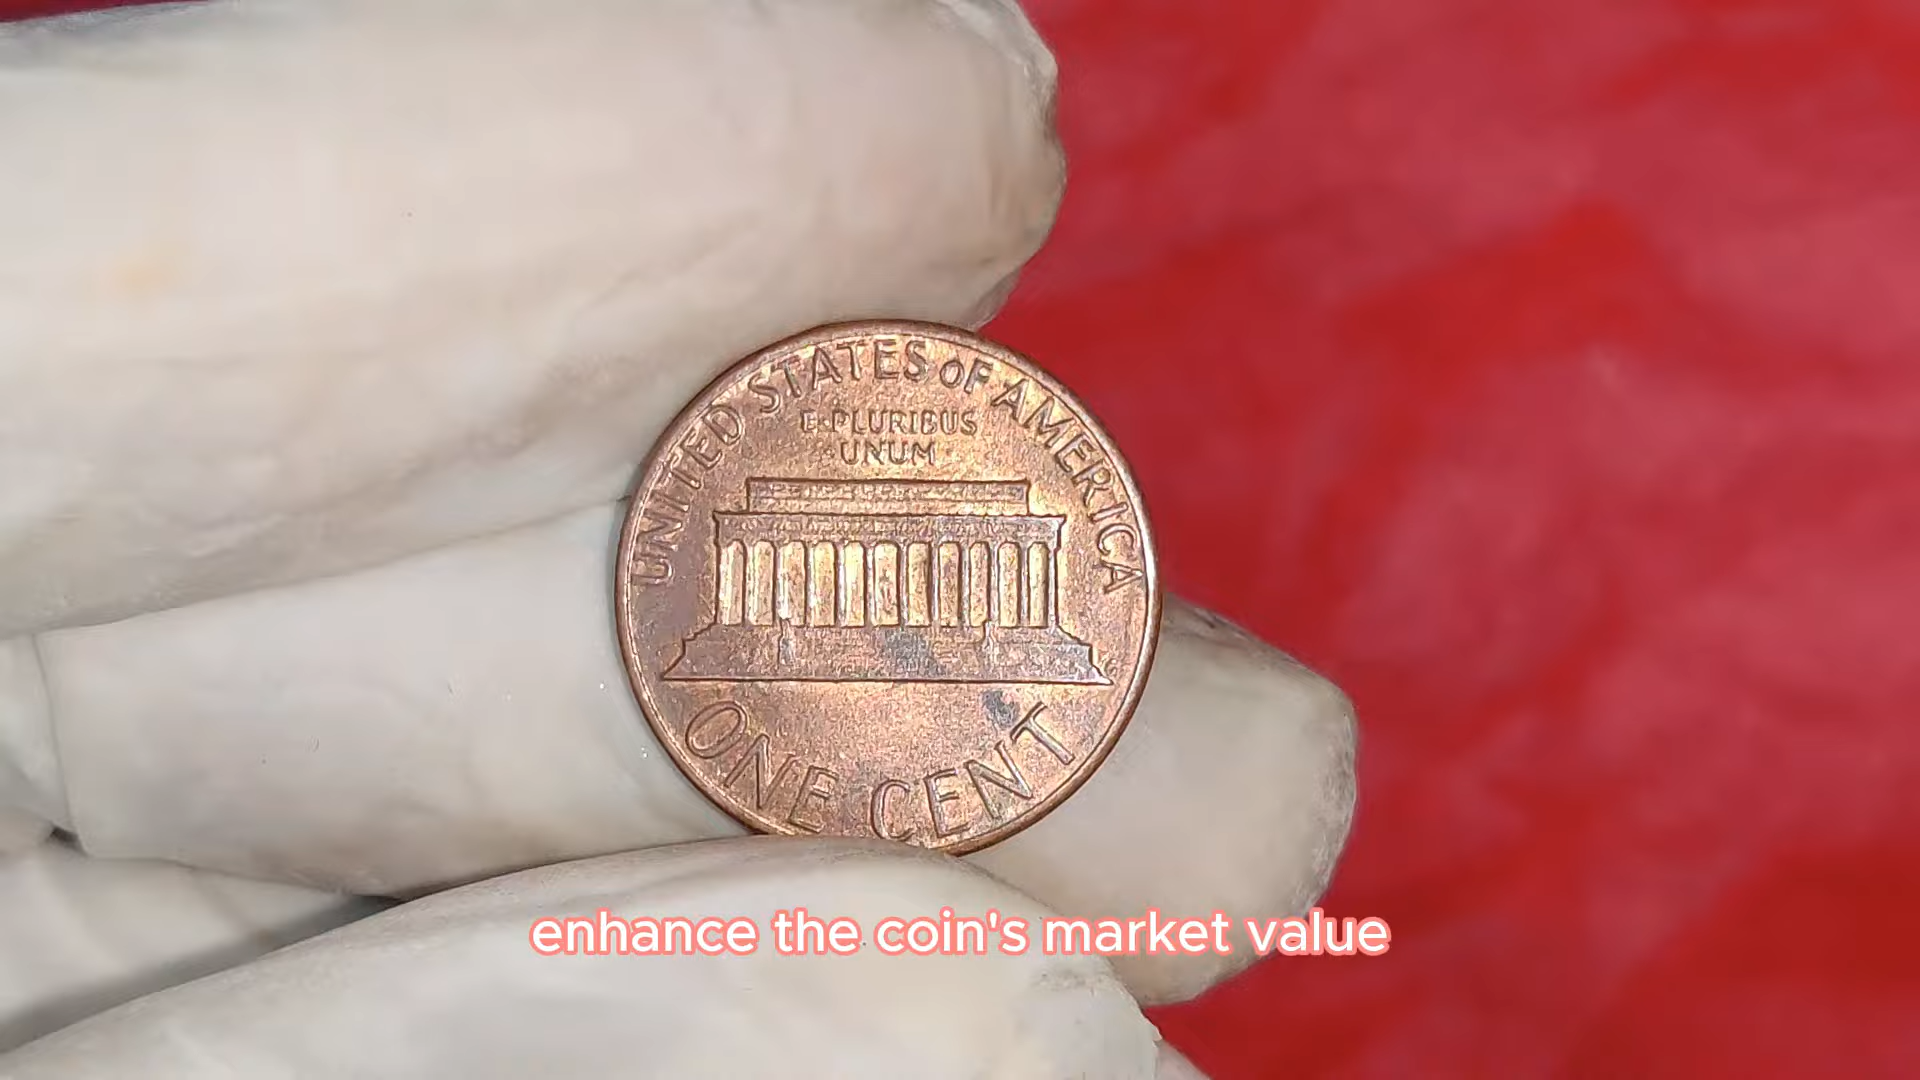 UNITED STATES OF AMERICA
E·PLURIBUS
UNUM
ONE CENT
enhance the coin's market value